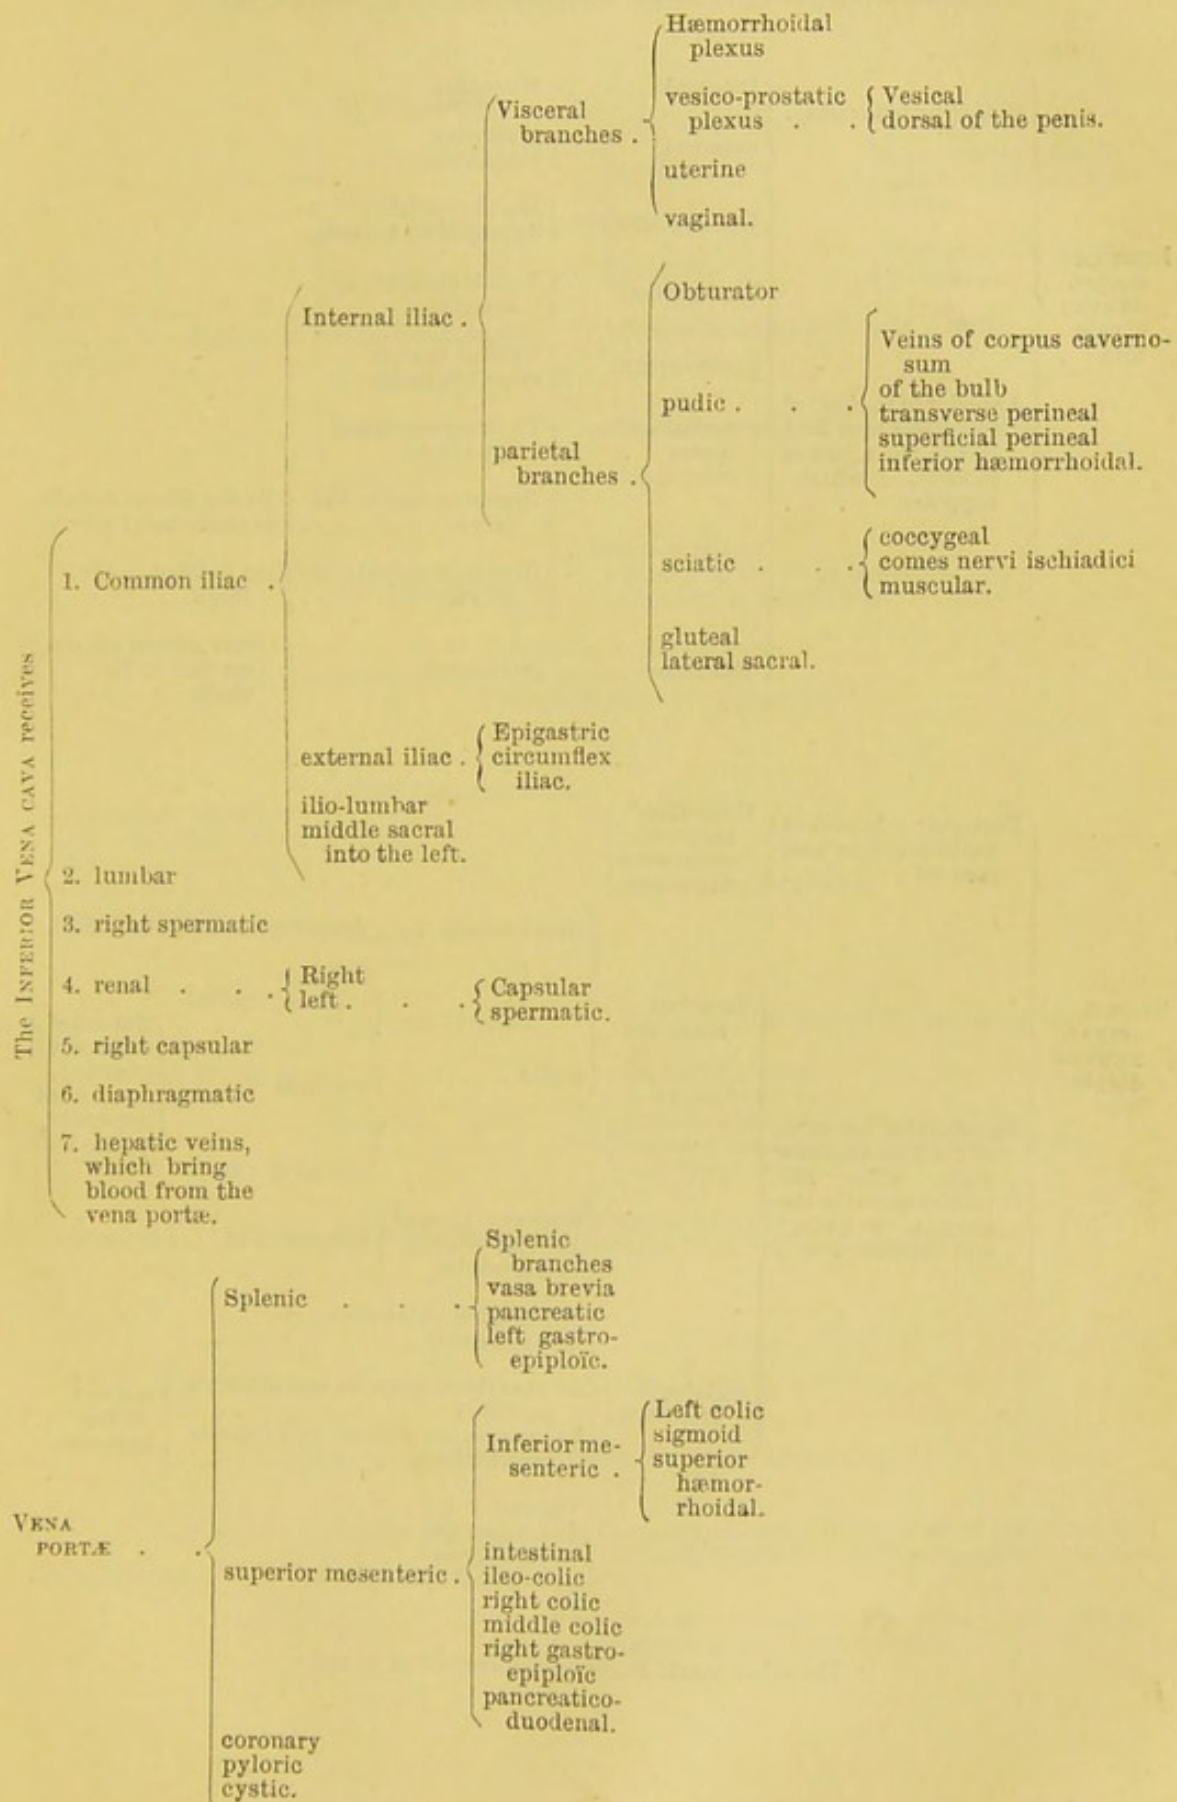 Hæmorrhoidal
plexus
Visceral
branches .
vesico-prostatic
plexus . .
Vesical
dorsal of the penis.
uterine
vaginal.
Internal iliac .
Obturator
pudic . . .
Veins of corpus caverno-
sum
of the bulb
transverse perineal
superficial perineal
inferior hæmorrhoidal.
parietal
branches .
sciatic . . .
coccygeal
comes nervi ischiadici
muscular.
gluteal
lateral sacral.
The INFERIOR VENA CAVA receives
1. Common iliac .
external iliac .
Epigastric
circumflex
iliac.
ilio-lumbar
middle sacral
into the left.
2. lumbar
3. right spermatic
4. renal . . .
Right
left . . .
Capsular
spermatic.
5. right capsular
6. diaphragmatic
7. hepatic veins,
which bring
blood from the
vena portæ.
VENA
PORTÆ . .
Splenic . . .
Splenic
branches
vasa brevia
pancreatic
left gastro-
epiploïc.
superior mesenteric .
Inferior me-
senteric .
Left colic
sigmoid
superior
hæmor-
rhoidal.
intestinal
ileo-colic
right colic
middle colic
right gastro-
epiploïc
pancreatico-
duodenal.
coronary
pyloric
cystic.